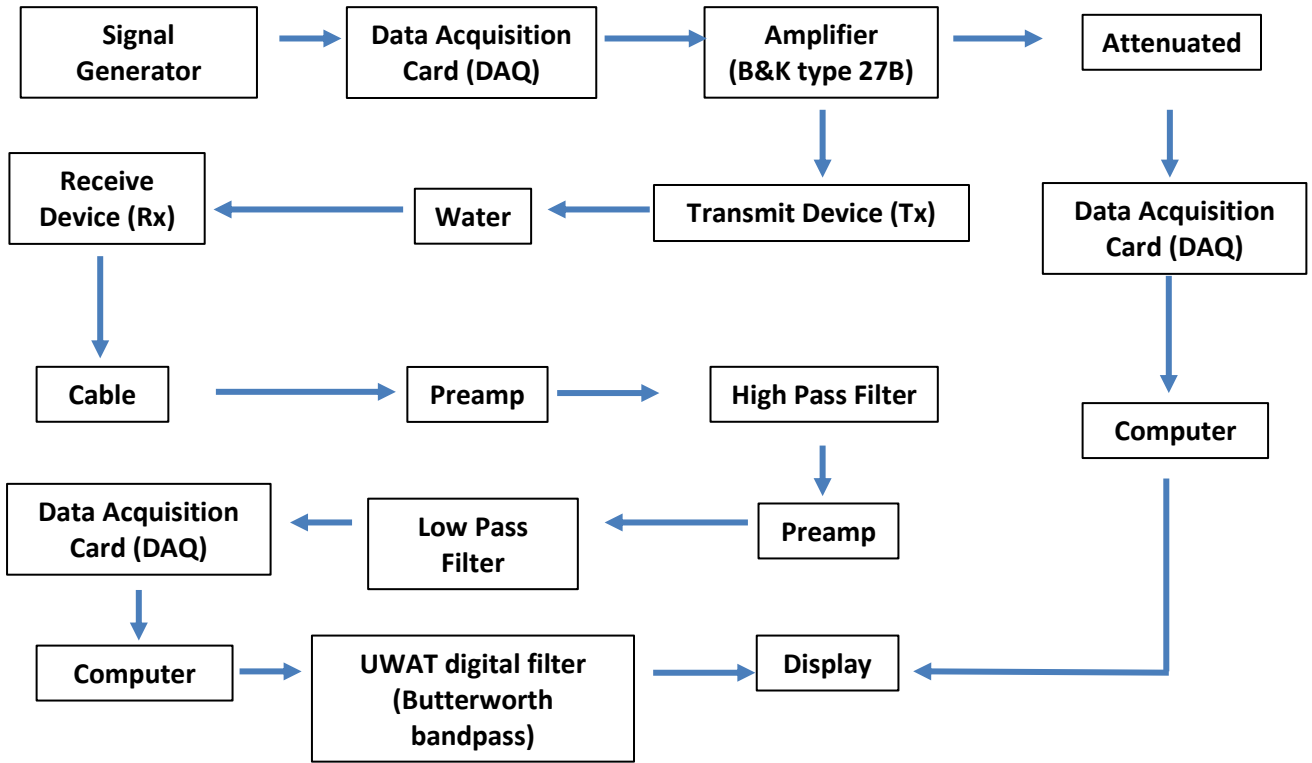 Signal
Generator
Data Acquisition
Card (DAQ)
Amplifier
(B&K type 27B)
Attenuated
Receive
Device (Rx)
Water
Transmit Device (Tx)
Data Acquisition
Card (DAQ)
Cable
Preamp
High Pass Filter
Computer
Data Acquisition
Card (DAQ)
Low Pass
Filter
Preamp
Computer
UWAT digital filter
(Butterworth
bandpass)
Display